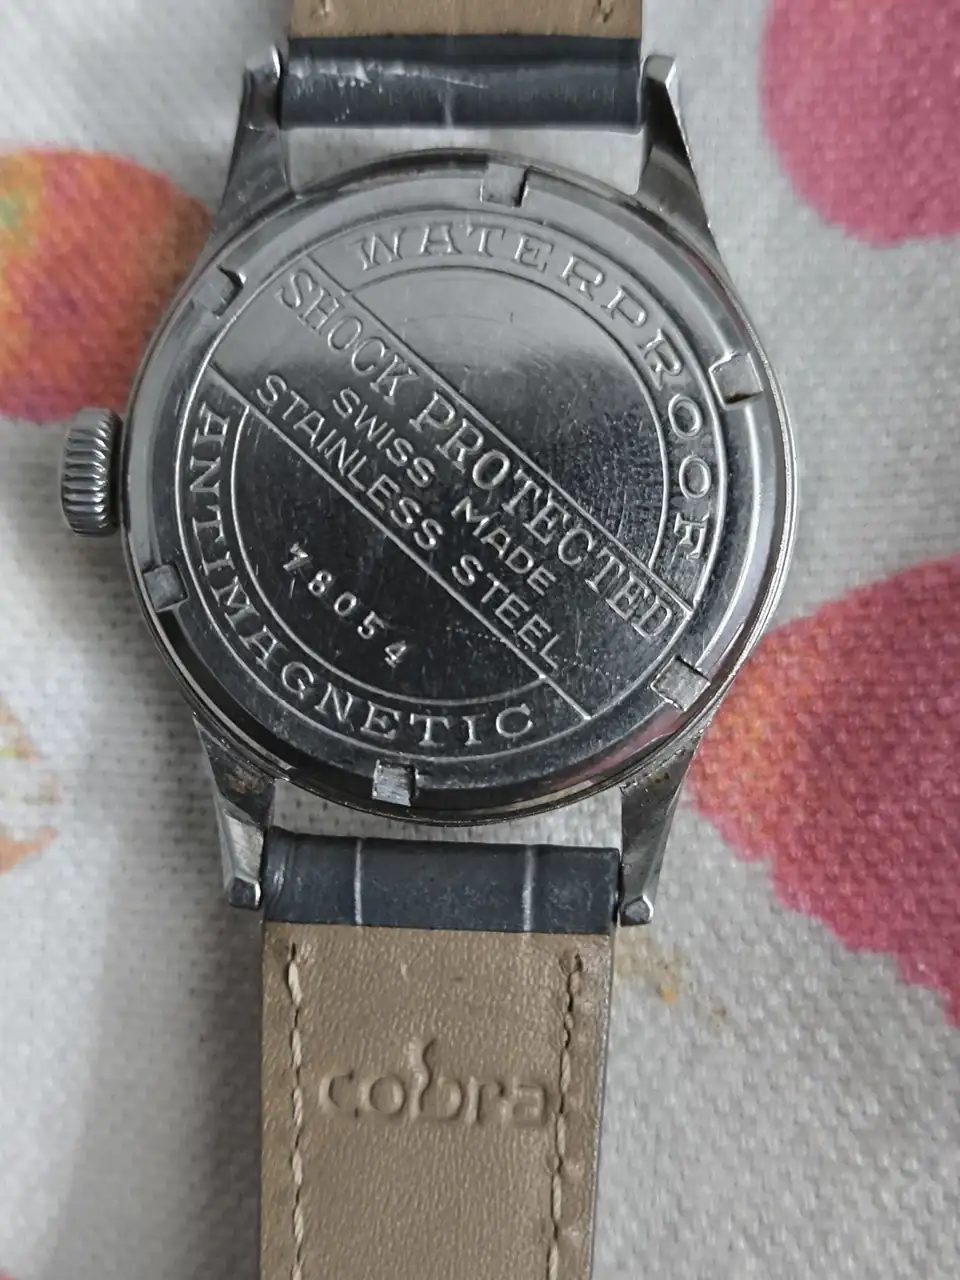 WATERPROOF
SHOCK PROTECTED
SWISS MADE
STAINLESS STEEL
78054
ANTIMAGNETIC
cobra